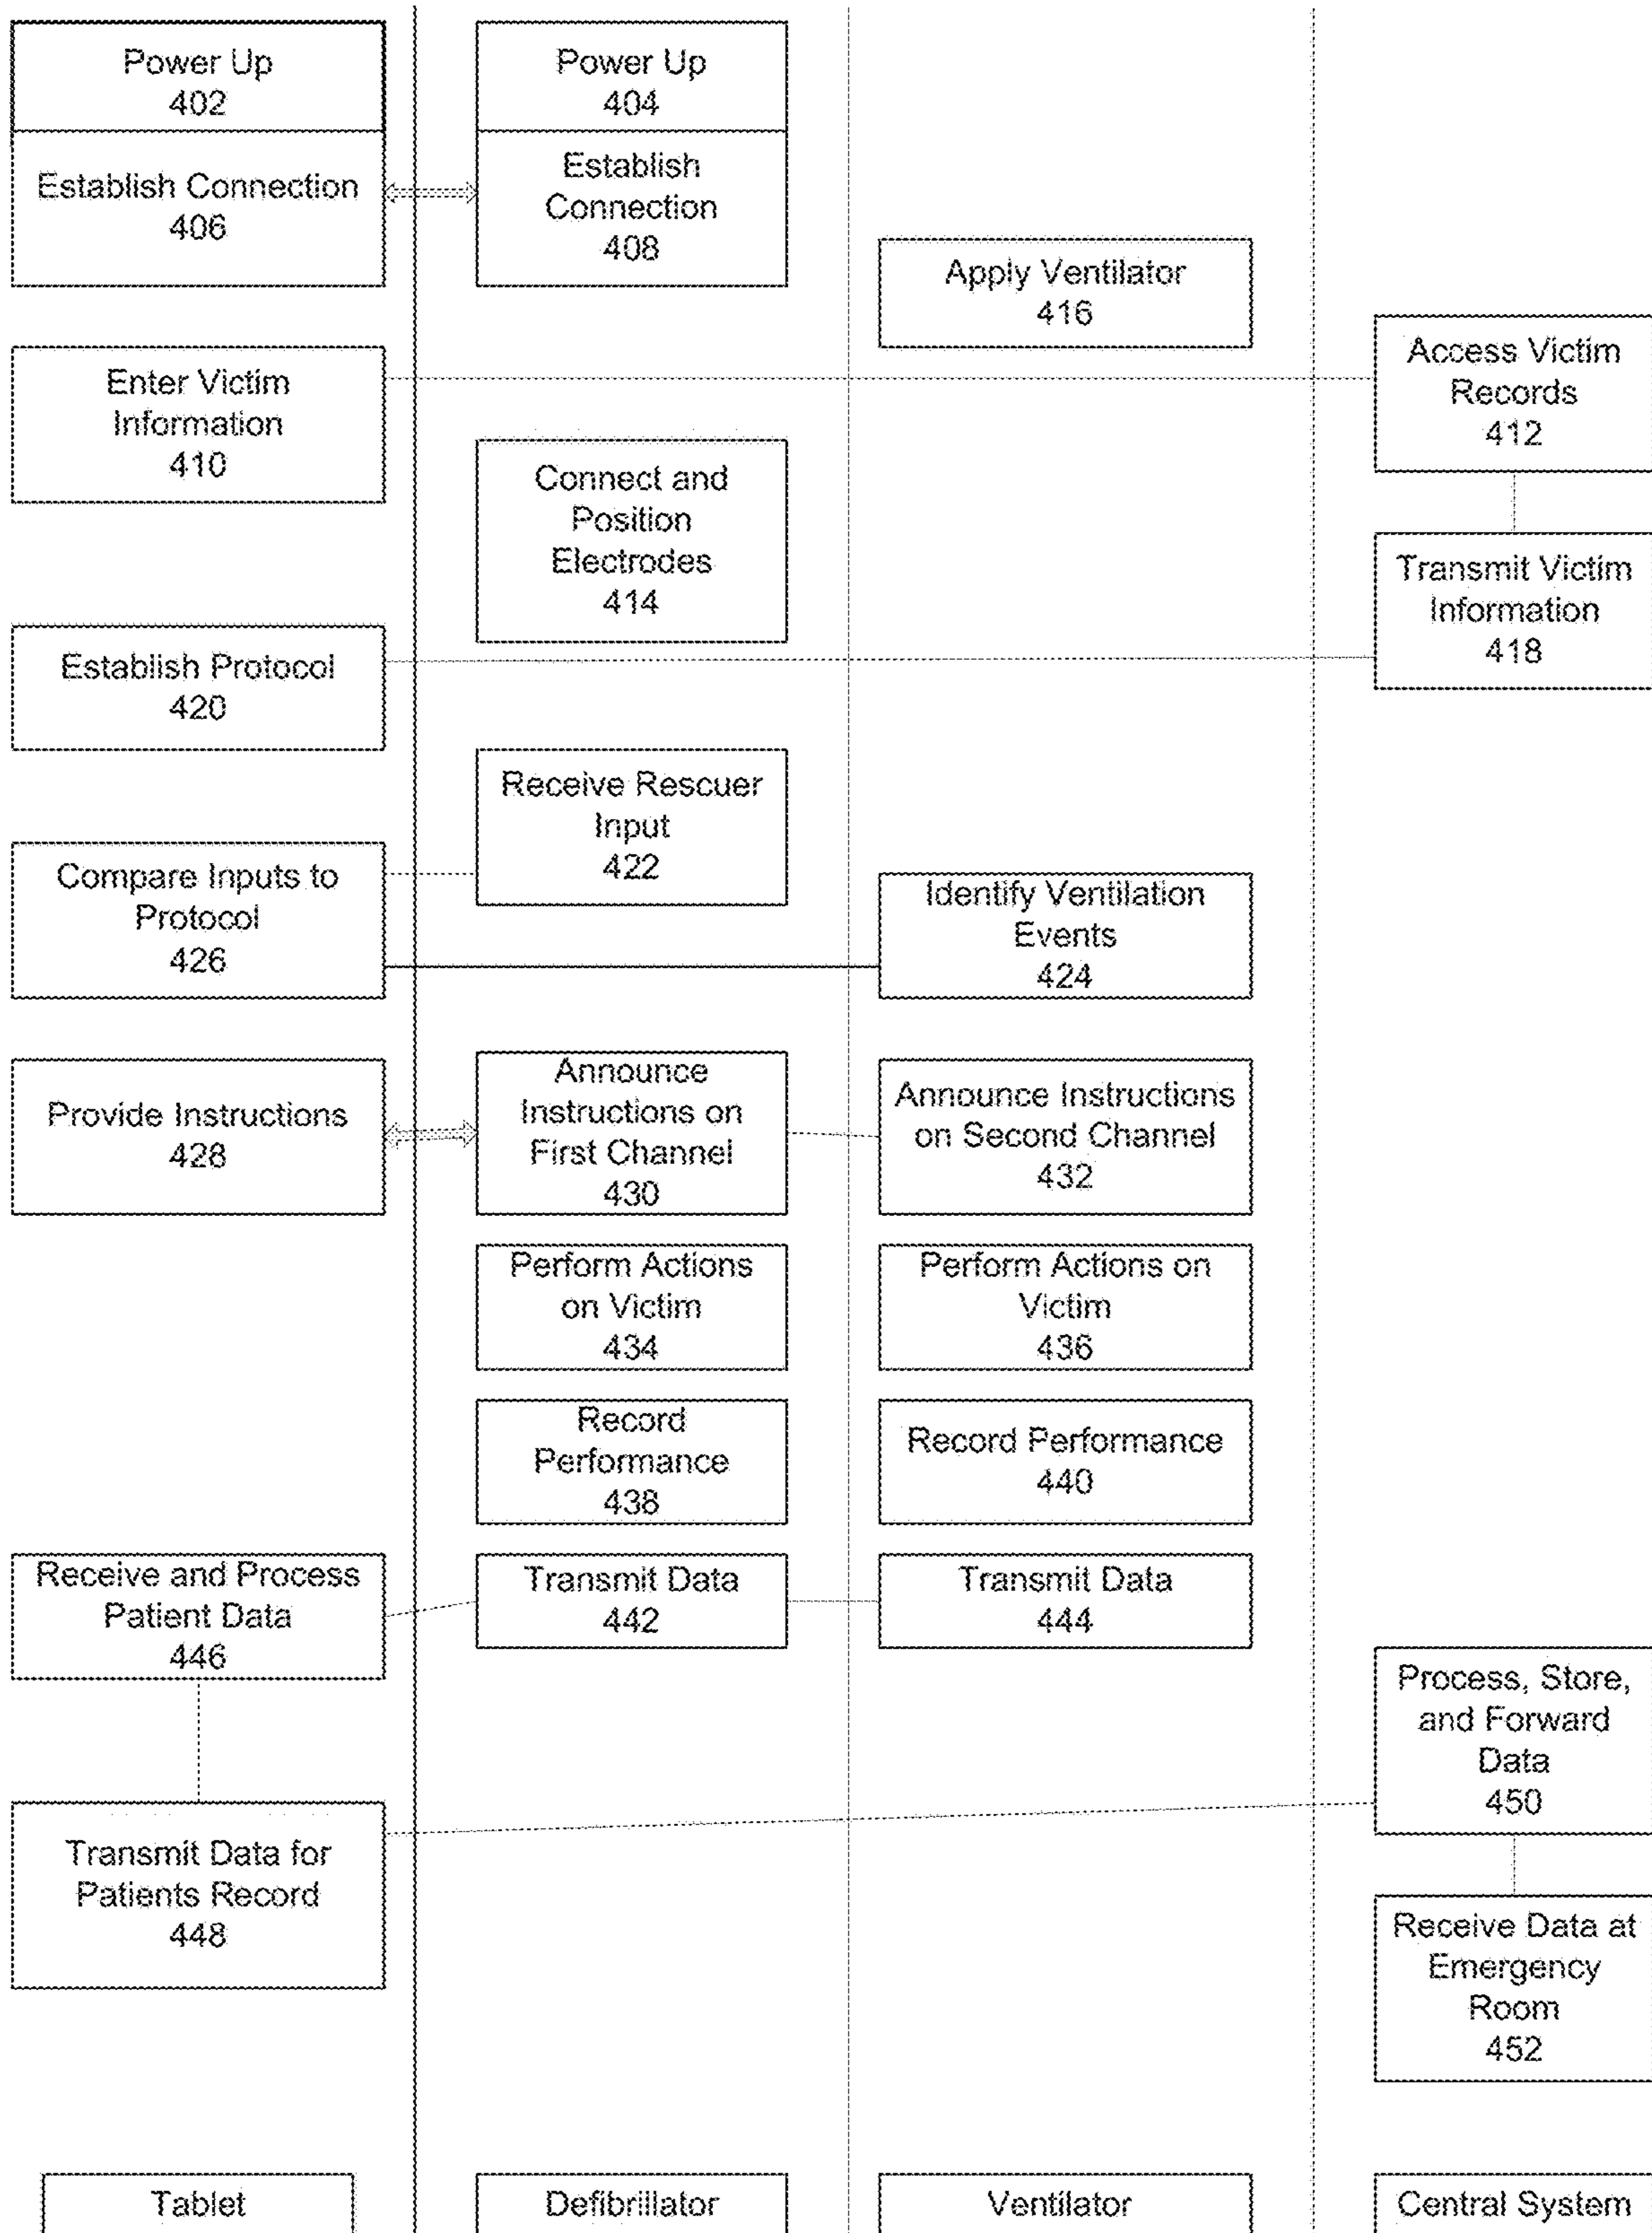 Power Up
402
Power Up
404
Establish Connection
406
Establish
Connection
408
Apply Ventilator
416
Enter Victim
Information
410
Access Victim
Records
412
Connect and
Position
Electrodes
414
Transmit Victim
Information
418
Establish Protocol
420
Receive Rescuer
Input
422
Compare Inputs to
Protocol
426
Identify Ventilation
Events
424
Provide Instructions
428
Announce
Instructions on
First Channel
430
Announce Instructions
on Second Channel
432
Perform Actions
on Victim
434
Perform Actions on
Victim
436
Record
Performance
438
Record Performance
440
Receive and Process
Patient Data
446
Transmit Data
442
Transmit Data
444
Process, Store,
and Forward
Data
450
Transmit Data for
Patients Record
448
Receive Data at
Emergency
Room
452
Tablet
Defibrillator
Ventilator
Central System